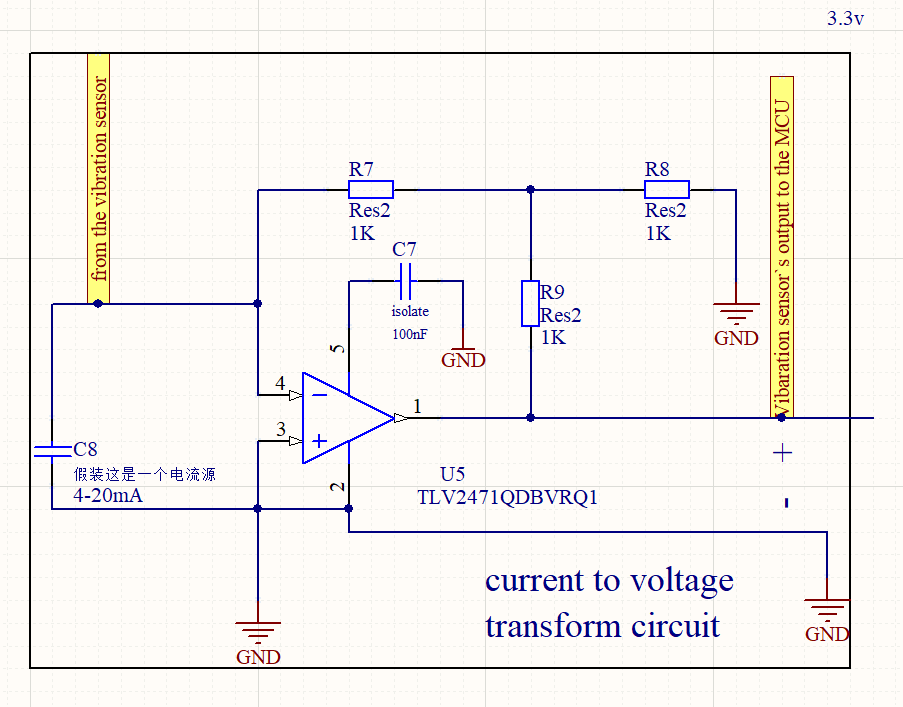 3.3v
from the vibration sensor
Vibaration sensor`s output to the MCU
R7
Res2
1K
R8
Res2
1K
C7
isolate
100nF
GND
R9
Res2
1K
GND
5
4
3
1
2
+
-
C8
假装这是一个电流源
4-20mA
U5
TLV2471QDBVRQ1
current to voltage
transform circuit
GND
GND